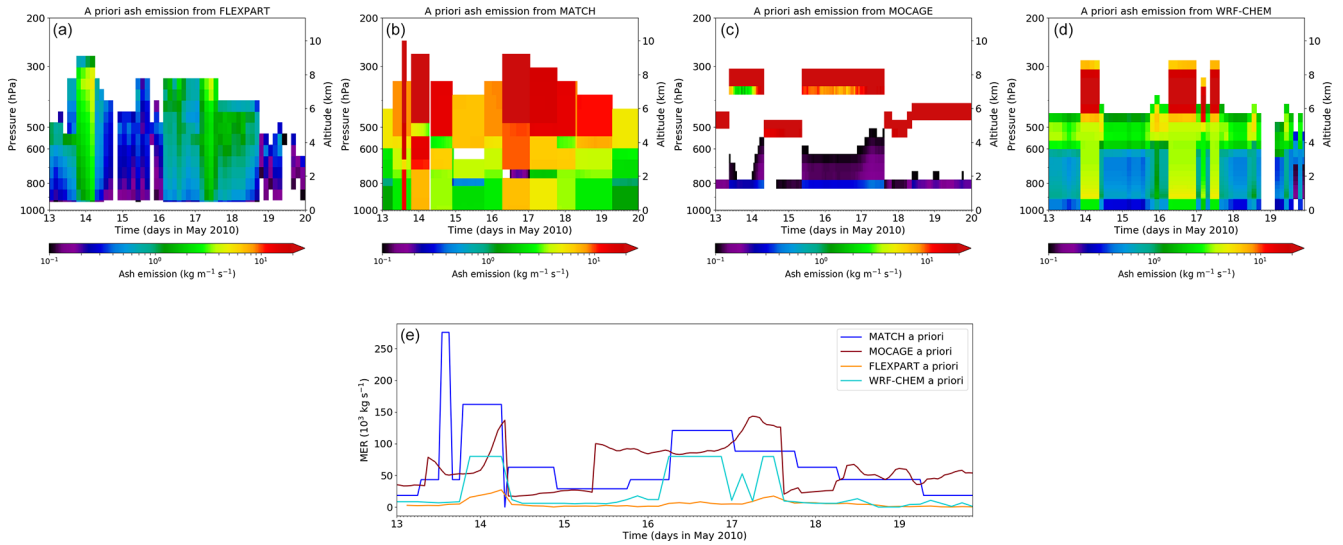 A priori ash emission from FLEXPART
(a)
200
300
500
600
800
1000
Pressure (hPa)
10
8
6
4
2
0
Altitude (km)
13 14 15 16 17 18 19 20
Time (days in May 2010)
10⁻¹ 10⁰ 10¹
Ash emission (kg m⁻¹ s⁻¹)
A priori ash emission from MATCH
(b)
200
300
500
600
800
1000
Pressure (hPa)
10
8
6
4
2
0
Altitude (km)
13 14 15 16 17 18 19 20
Time (days in May 2010)
10⁻¹ 10⁰ 10¹
Ash emission (kg m⁻¹ s⁻¹)
A priori ash emission from MOCAGE
(c)
200
300
500
600
800
1000
Pressure (hPa)
10
8
6
4
2
0
Altitude (km)
13 14 15 16 17 18 19 20
Time (days in May 2010)
10⁻¹ 10⁰ 10¹
Ash emission (kg m⁻¹ s⁻¹)
A priori ash emission from WRF-CHEM
(d)
200
300
500
600
800
1000
Pressure (hPa)
10
8
6
4
2
0
Altitude (km)
13 14 15 16 17 18 19 20
Time (days in May 2010)
10⁻¹ 10⁰ 10¹
Ash emission (kg m⁻¹ s⁻¹)
(e)
250
200
150
100
50
0
MER (10³ kg s⁻¹)
MATCH a priori
MOCAGE a priori
FLEXPART a priori
WRF-CHEM a priori
13 14 15 16 17 18 19
Time (days in May 2010)